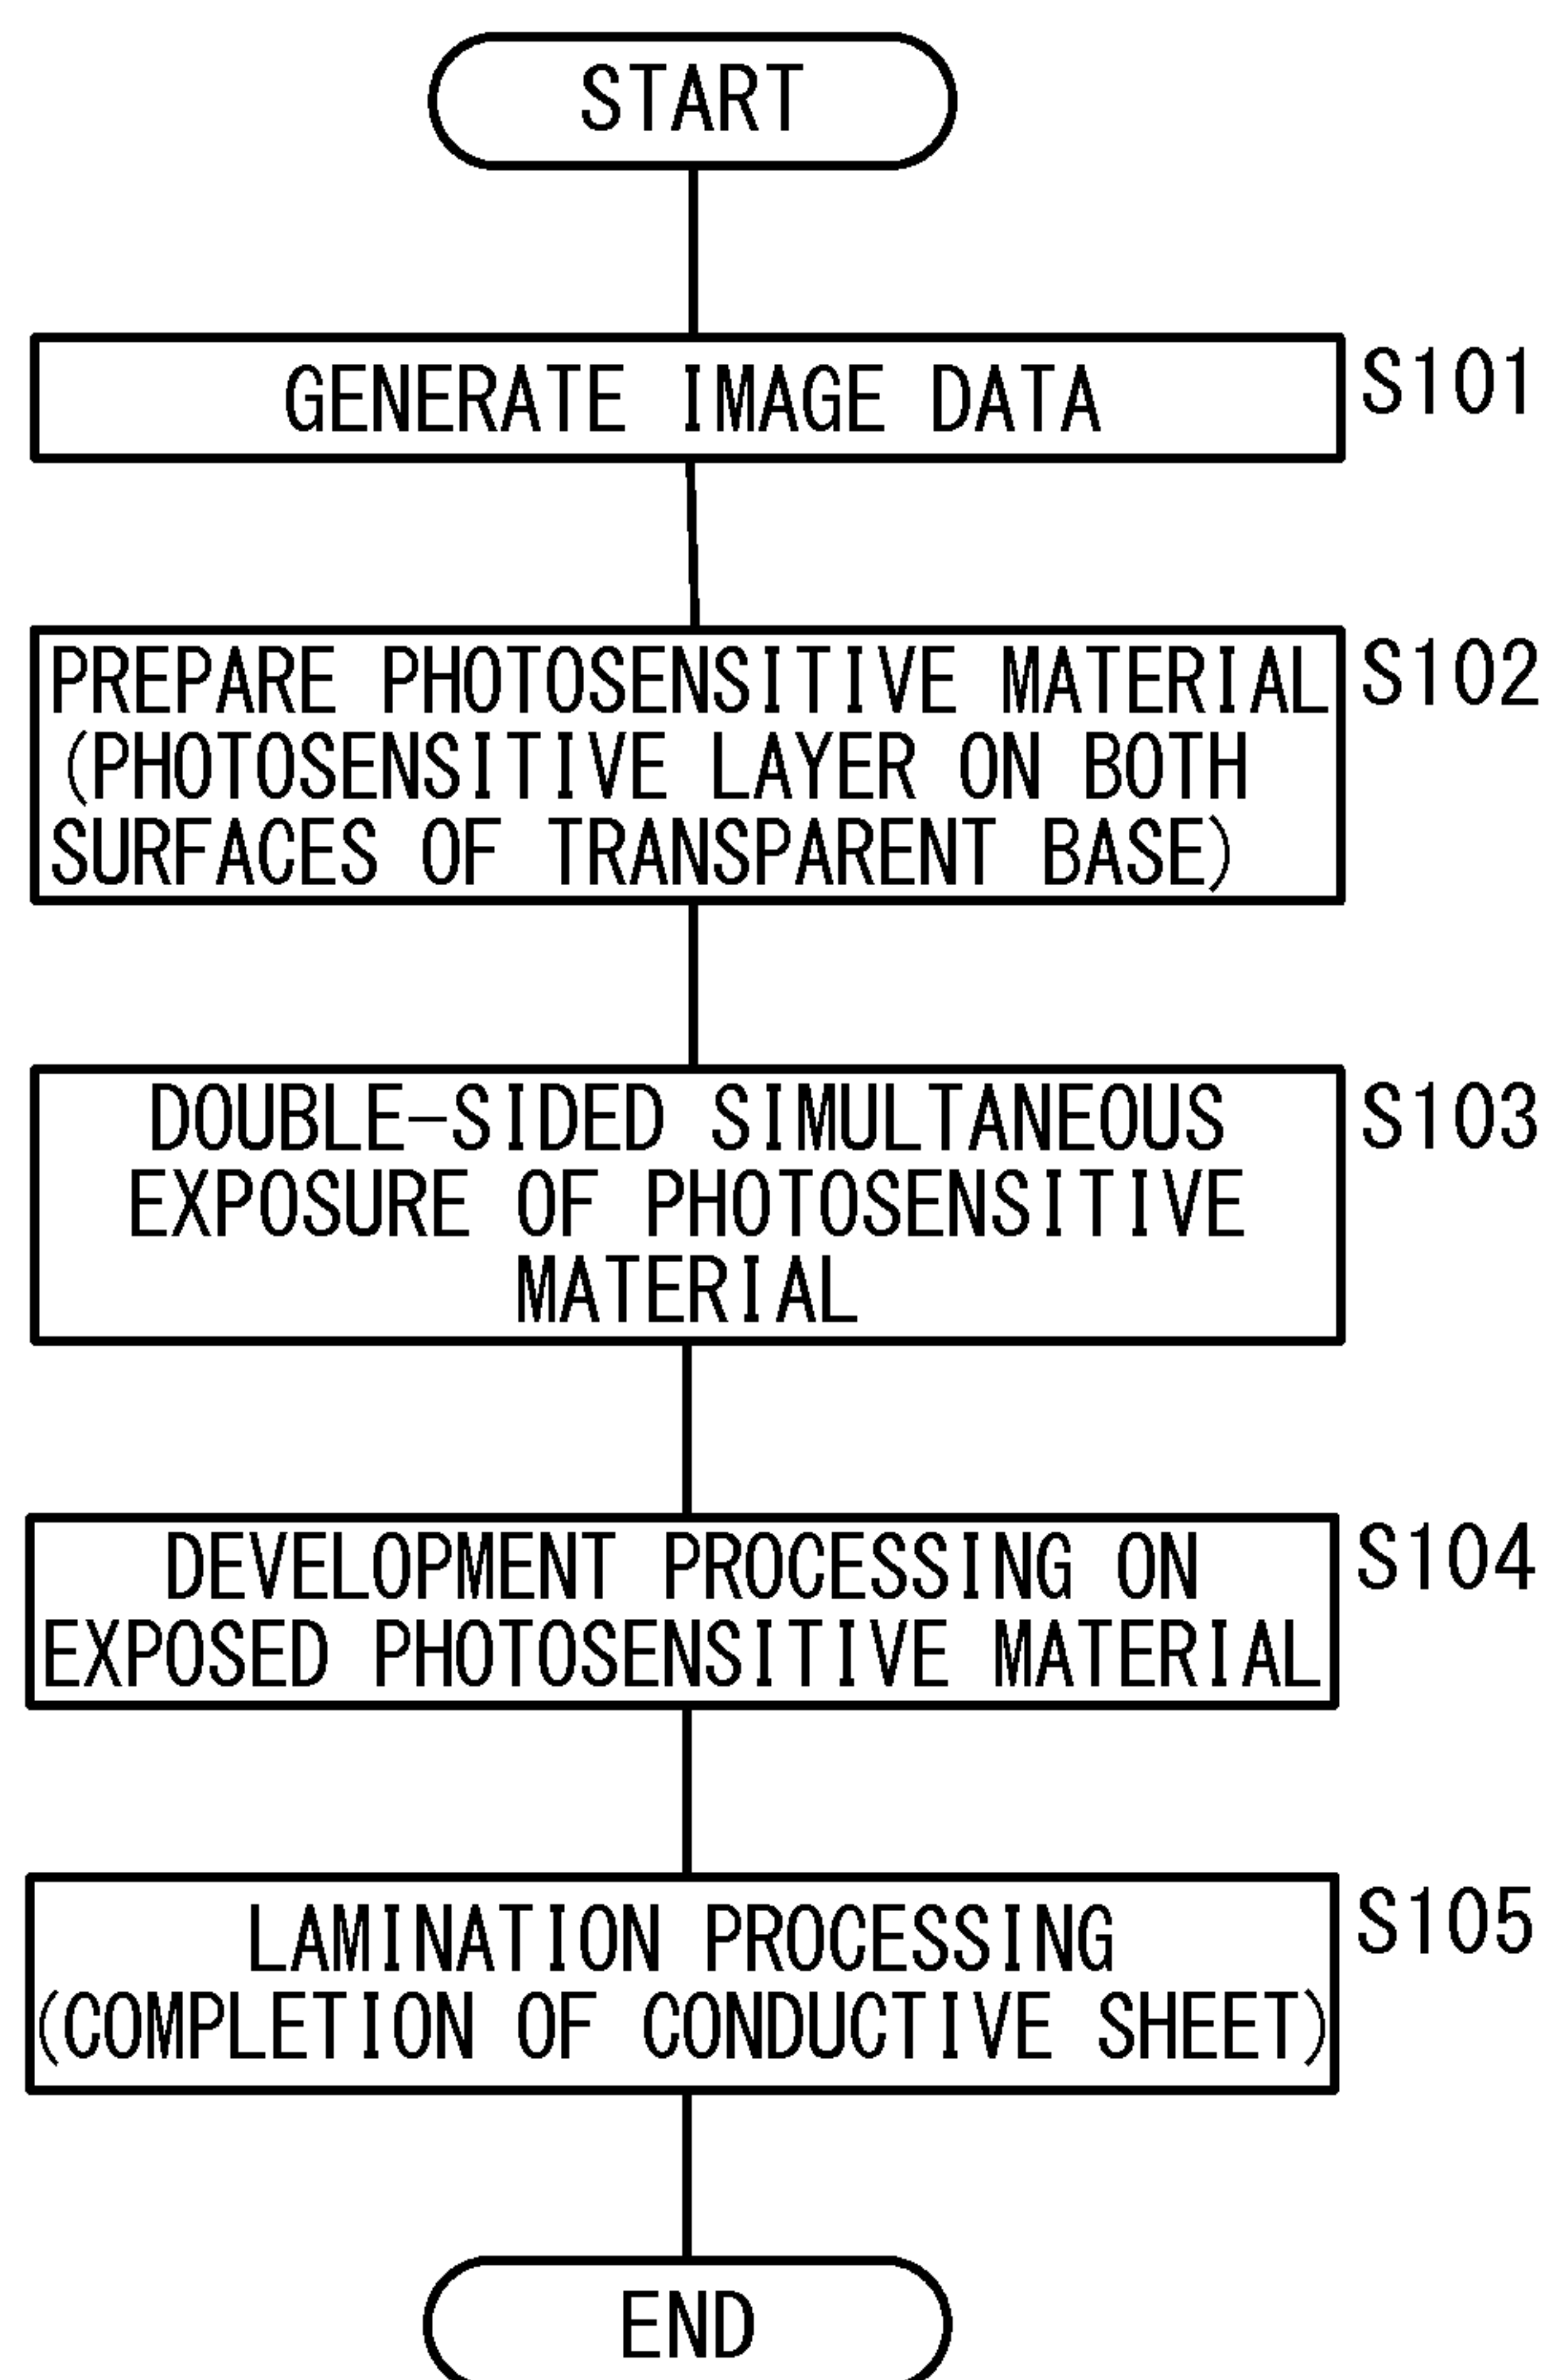 START
GENERATE IMAGE DATA
S101
PREPARE PHOTOSENSITIVE MATERIAL
(PHOTOSENSITIVE LAYER ON BOTH
SURFACES OF TRANSPARENT BASE)
S102
DOUBLE-SIDED SIMULTANEOUS
EXPOSURE OF PHOTOSENSITIVE
MATERIAL
S103
DEVELOPMENT PROCESSING ON
EXPOSED PHOTOSENSITIVE MATERIAL
S104
LAMINATION PROCESSING
(COMPLETION OF CONDUCTIVE SHEET)
S105
END